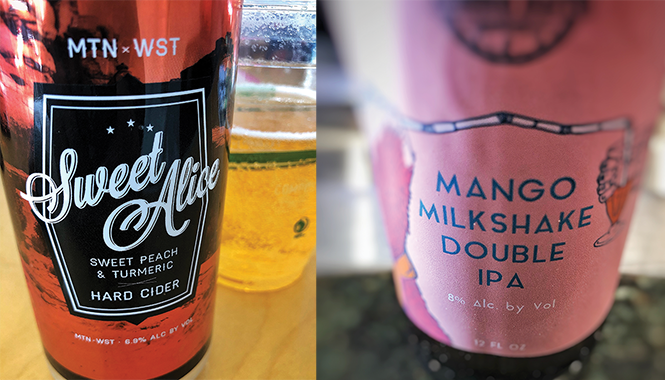 MTN × WST
Sweet
Alice
SWEET PEACH
& TURMERIC
HARD CIDER
MTN·WST · 6.9% ALC BY VOL
MANGO
MILKSHAKE
DOUBLE
IPA
8% Alc. by Vol
12 FL OZ